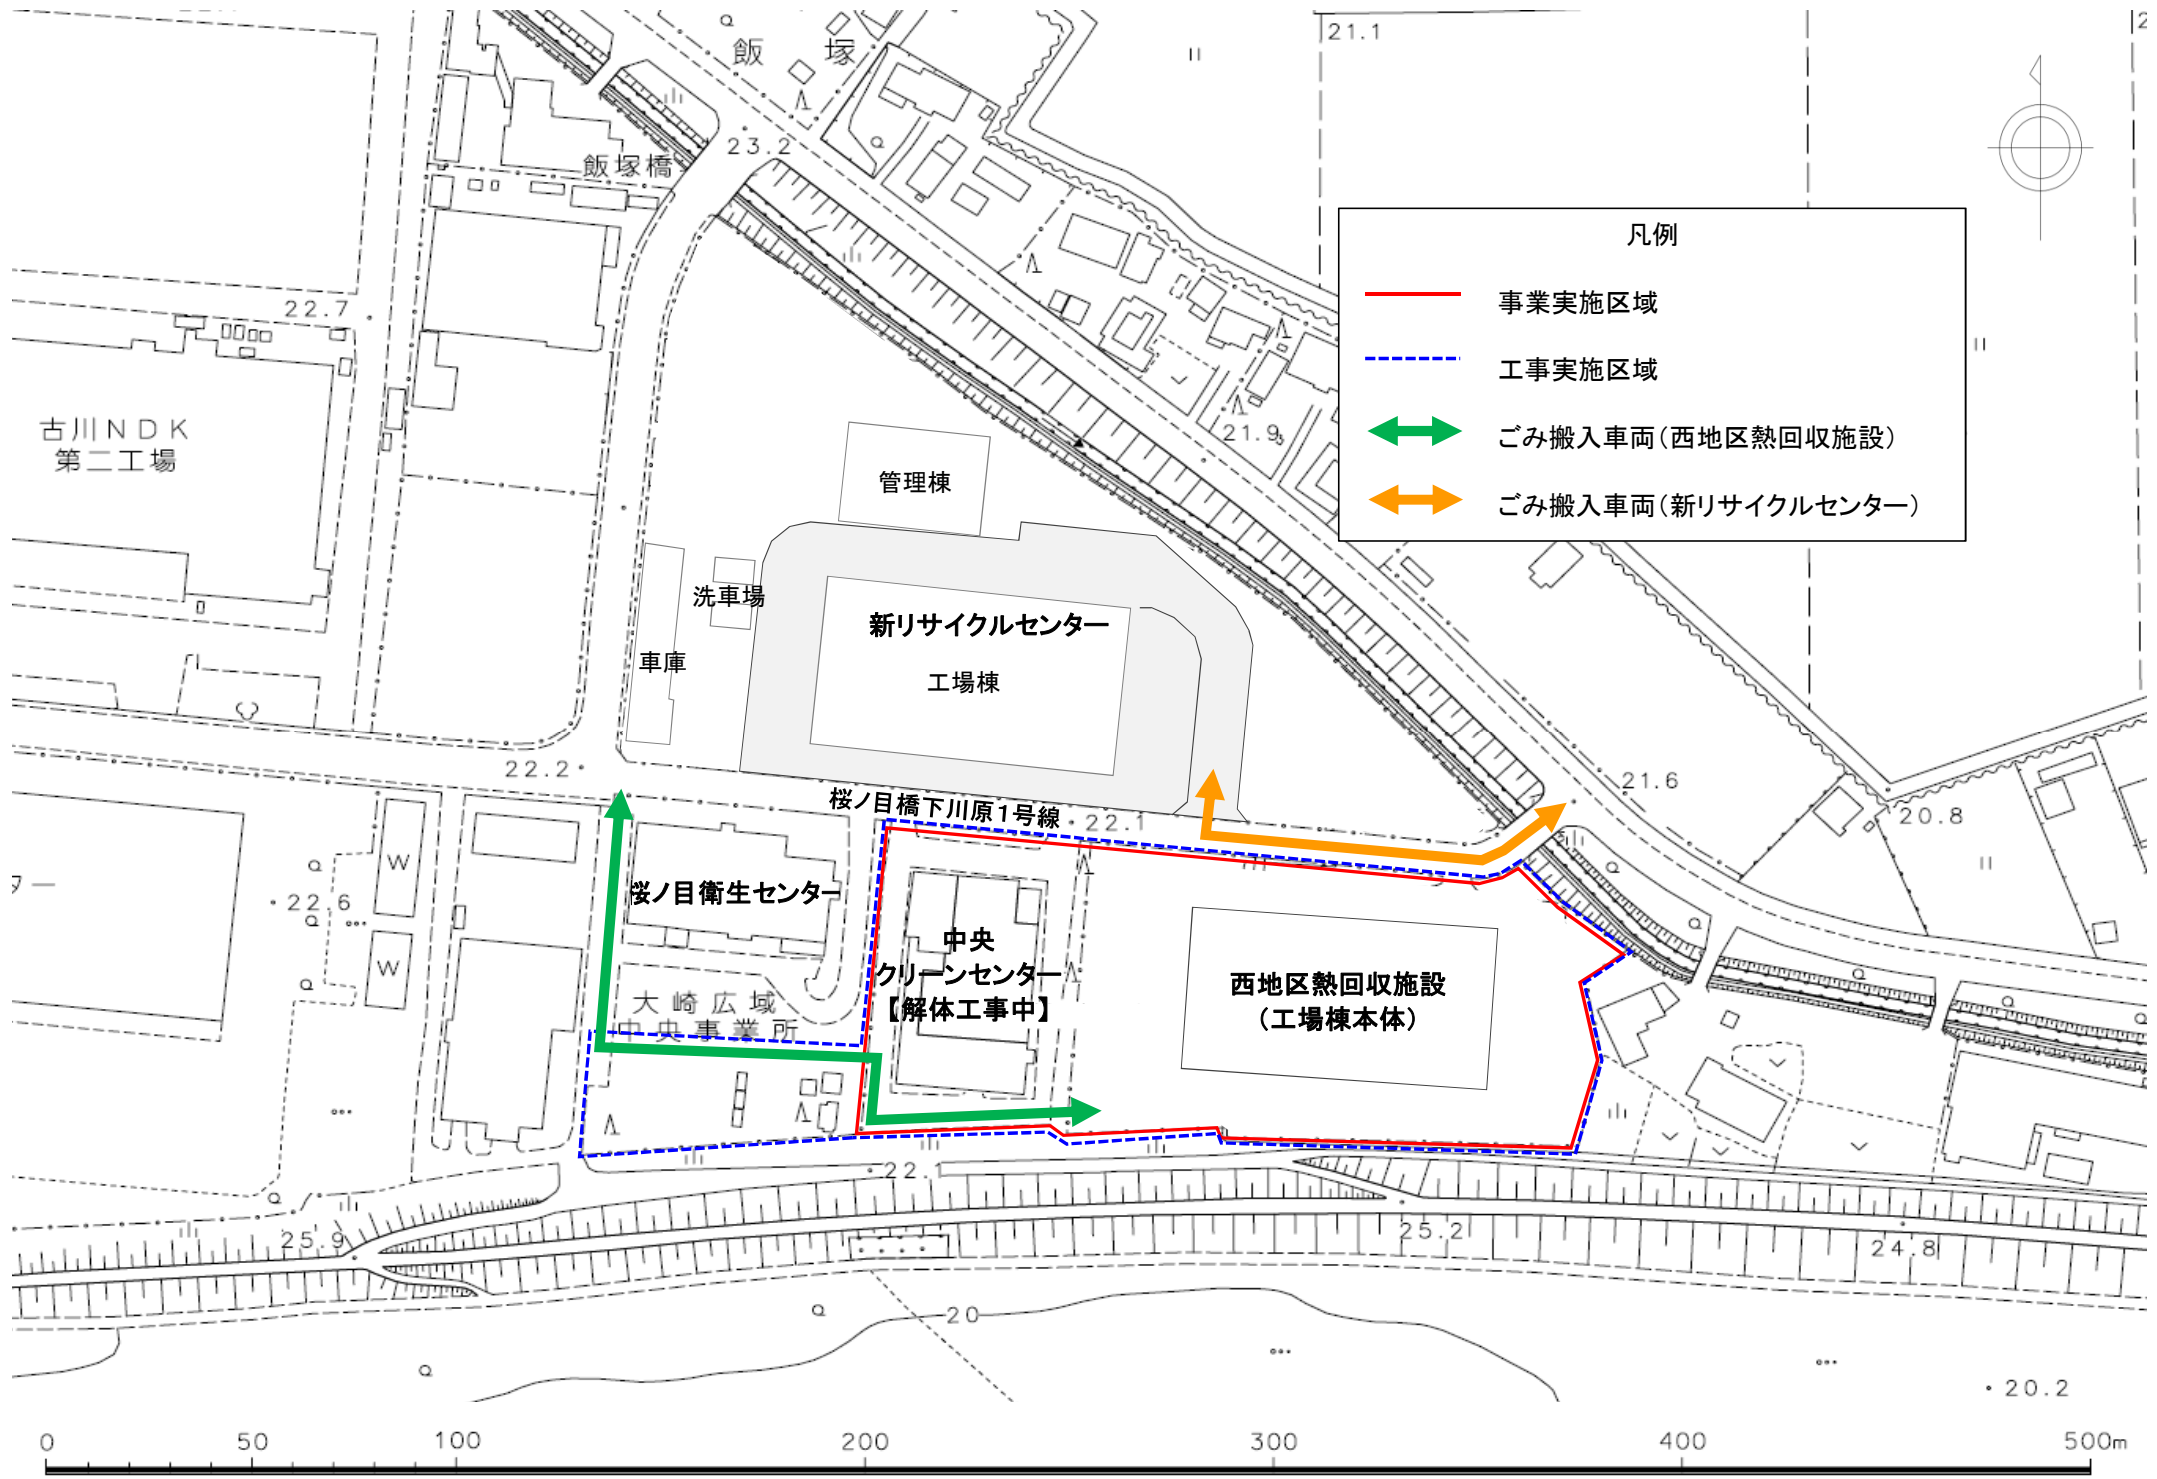 21.1
飯塚
23.2
飯塚橋
凡例
事業実施区域
工事実施区域
ごみ搬入車両(西地区熱回収施設)
ごみ搬入車両(新リサイクルセンター)
22.7
古川NDK
第二工場
21.9
管理棟
洗車場
新リサイクルセンター
車庫
工場棟
22.2
桜ノ目橋下川原1号線
22.1
21.6
20.8
W
22.6
桜ノ目衛生センター
中央
クリーンセンター
【解体工事中】
W
西地区熱回収施設
(工場棟本体)
大崎広域
中央事業所
25.9
25.2
24.8
20
20.2
0 50 100 200 300 400 500m